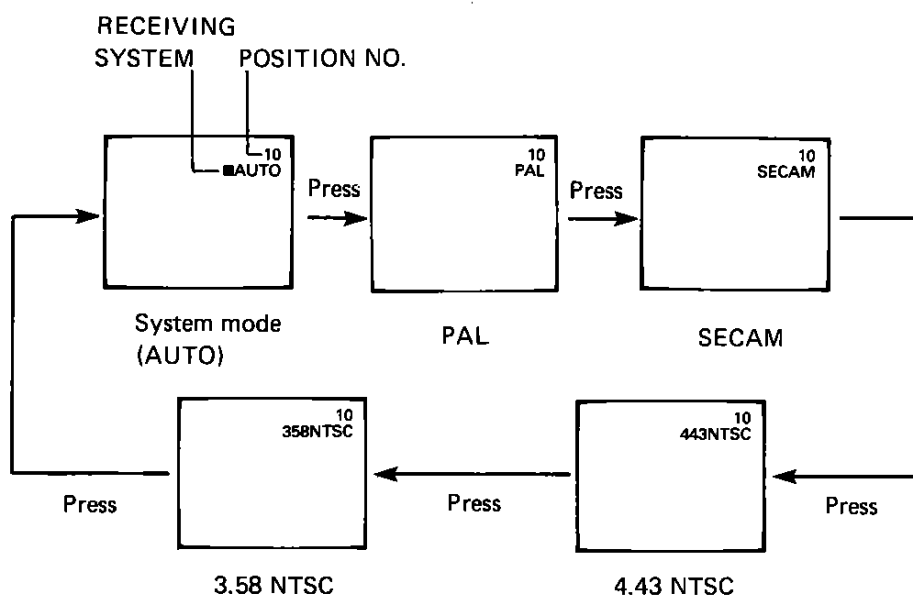 RECEIVING
SYSTEM POSITION NO.
10
■AUTO
Press
10
PAL
Press
10
SECAM
System mode
(AUTO)
PAL
SECAM
10
358NTSC
10
443NTSC
Press
Press
Press
3.58 NTSC
4.43 NTSC